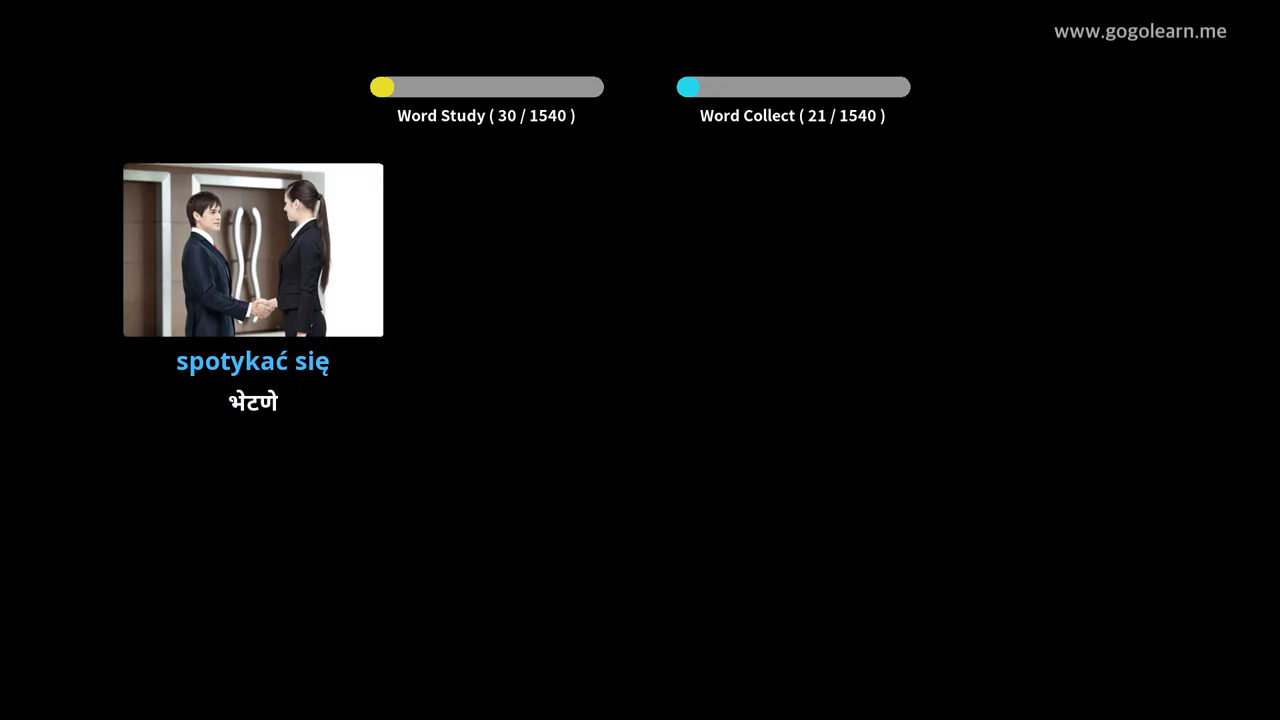 www.gogolearn.me
Word Study ( 30 / 1540 )
Word Collect ( 21 / 1540 )
spotykać się
भेटणे